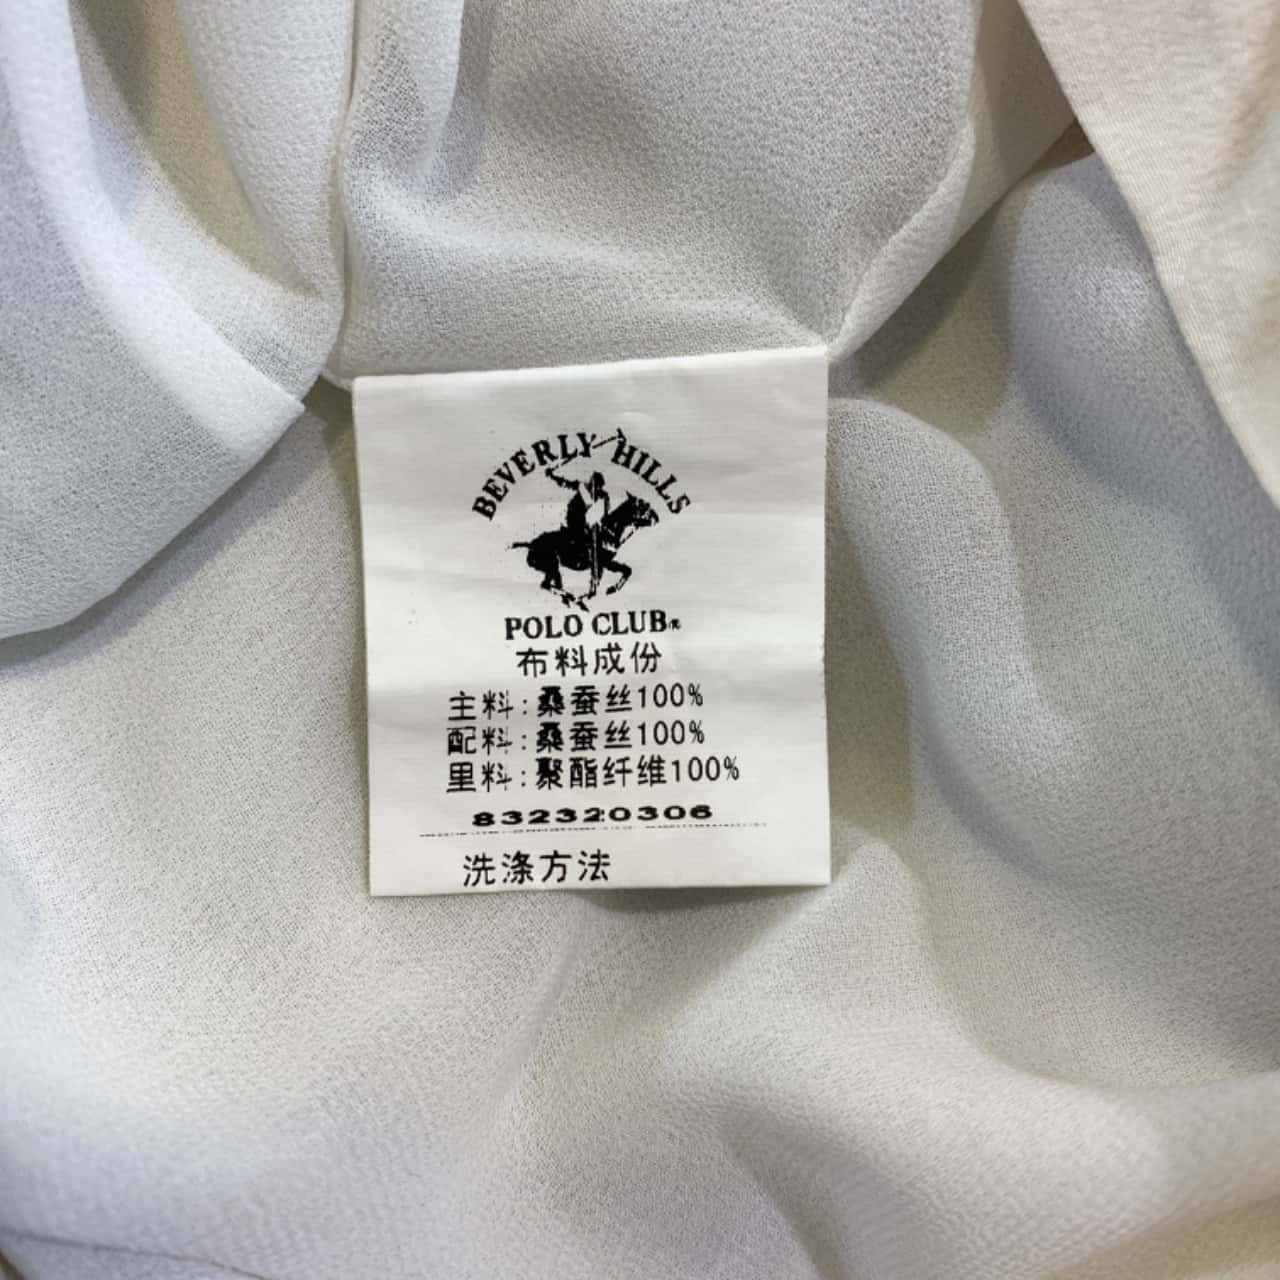 BEVERLY HILLS
POLO CLUB®
布料成份
主料:桑蚕丝100%
配料:桑蚕丝100%
里料:聚酯纤维100%
832320306
洗涤方法